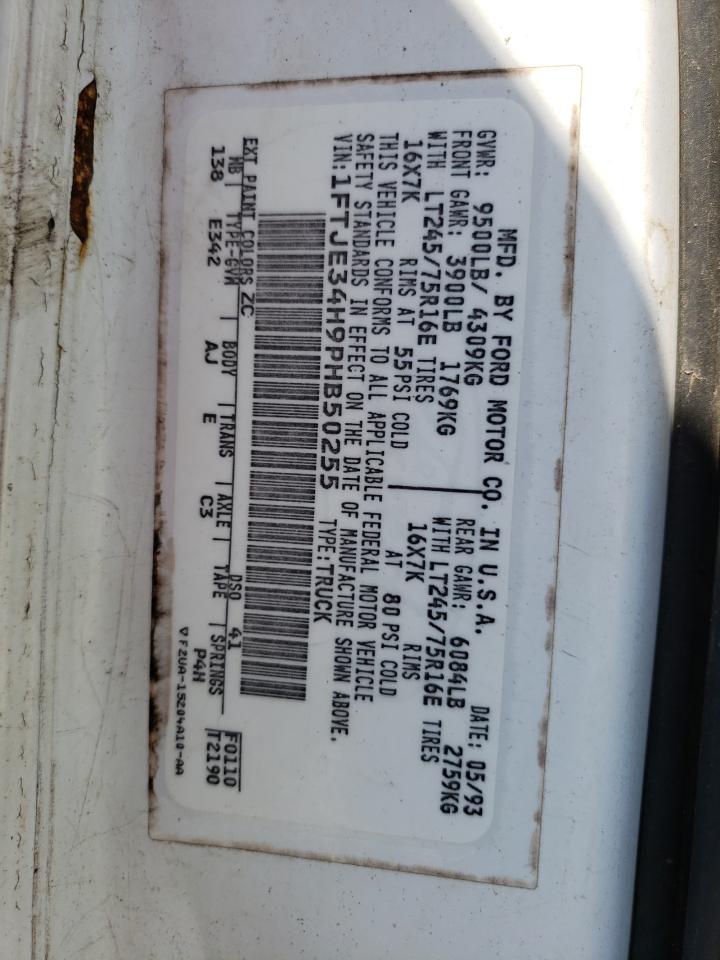 MFD. BY FORD MOTOR CO. IN U.S.A.
DATE: 05/93
GVWR: 9500LB/ 4309KG
FRONT GAWR: 3900LB 1769KG
REAR GAWR: 6084LB 2759KG
WITH LT245/75R16E TIRES
WITH LT245/75R16E TIRES
16X7K RIMS AT 55PSI COLD
16X7K RIMS AT 80 PSI COLD
THIS VEHICLE CONFORMS TO ALL APPLICABLE FEDERAL MOTOR VEHICLE
SAFETY STANDARDS IN EFFECT ON THE DATE OF MANUFACTURE SHOWN ABOVE.
VIN: 1FTJE34H9PHB50255 TYPE: TRUCK
EXT PAINT COLORS ZC DSO 41 F0110
WB | TYPE-GVW | BODY | TRANS | AXLE | TAPE | SPRINGS T2190
138 E342 AJ E C3 P4H
▽F2UA-15204A10-AA